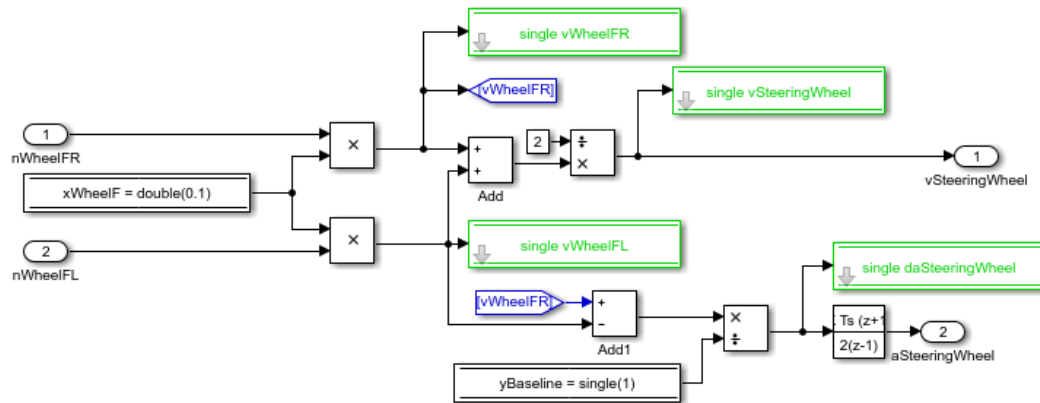 single vWheelFR
[vWheelFR]
single vSteeringWheel
1
nWheelFR
×
2
÷
×
+
+
Add
1
vSteeringWheel
xWheelF = double(0.1)
2
nWheelFL
×
single vWheelFL
single daSteeringWheel
[vWheelFR]
+
−
Add1
×
÷
Ts (z+1
2(z-1)
2
aSteeringWheel
yBaseline = single(1)